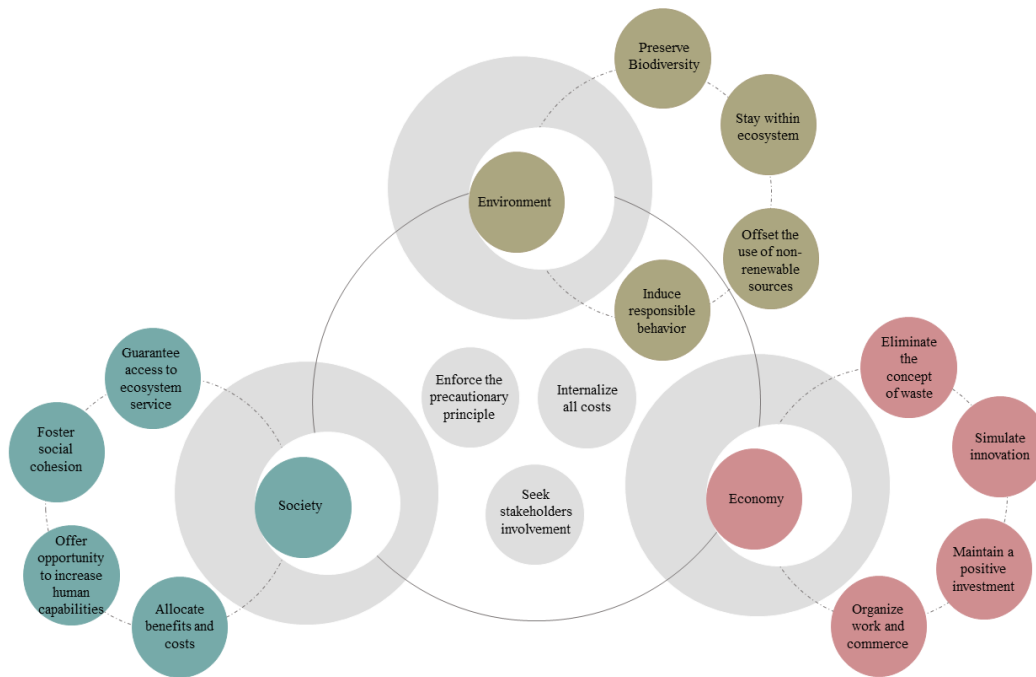 Preserve
Biodiversity
Stay within
ecosystem
Environment
Offset the
use of non-
renewable
sources
Induce
responsible
behavior
Guarantee
access to
ecosystem
service
Foster
social
cohesion
Society
Offer
opportunity
to increase
human
capabilities
Allocate
benefits and
costs
Enforce the
precautionary
principle
Internalize
all costs
Seek
stakeholders
involvement
Eliminate
the
concept
of waste
Simulate
innovation
Economy
Maintain a
positive
investment
Organize
work and
commerce